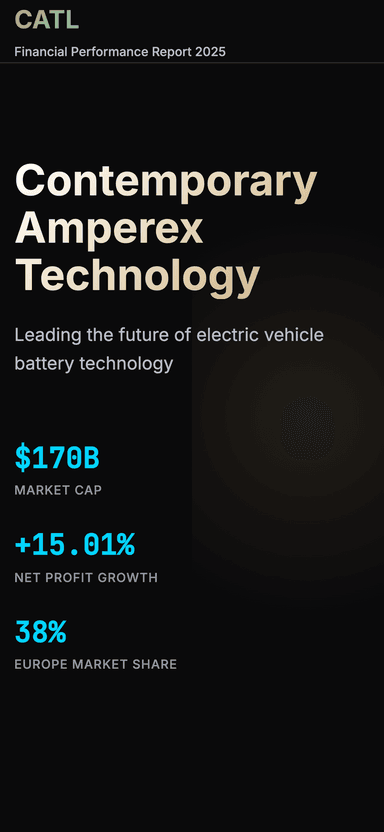 CATL
Financial Performance Report 2025
Contemporary
Amperex
Technology
Leading the future of electric vehicle
battery technology
$170B
MARKET CAP
+15.01%
NET PROFIT GROWTH
38%
EUROPE MARKET SHARE